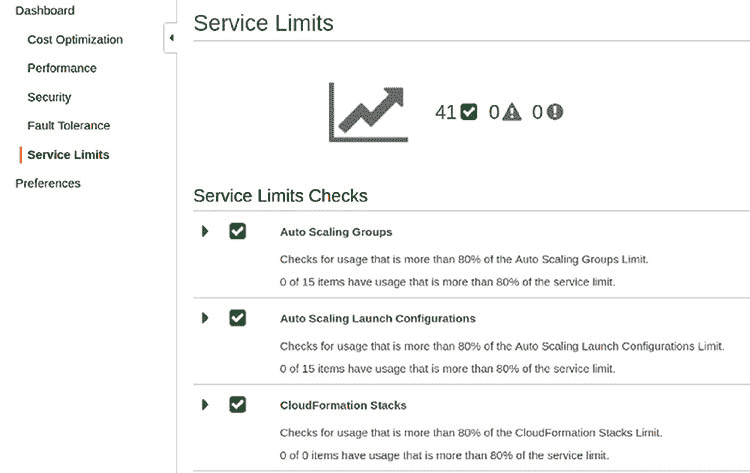 Dashboard
Cost Optimization
Performance
Security
Fault Tolerance
Service Limits
Preferences
Service Limits
41 0 0
Service Limits Checks
Auto Scaling Groups
Checks for usage that is more than 80% of the Auto Scaling Groups Limit.
0 of 15 items have usage that is more than 80% of the service limit.
Auto Scaling Launch Configurations
Checks for usage that is more than 80% of the Auto Scaling Launch Configurations Limit.
0 of 15 items have usage that is more than 80% of the service limit.
CloudFormation Stacks
Checks for usage that is more than 80% of the CloudFormation Stacks Limit.
0 of 0 items have usage that is more than 80% of the service limit.